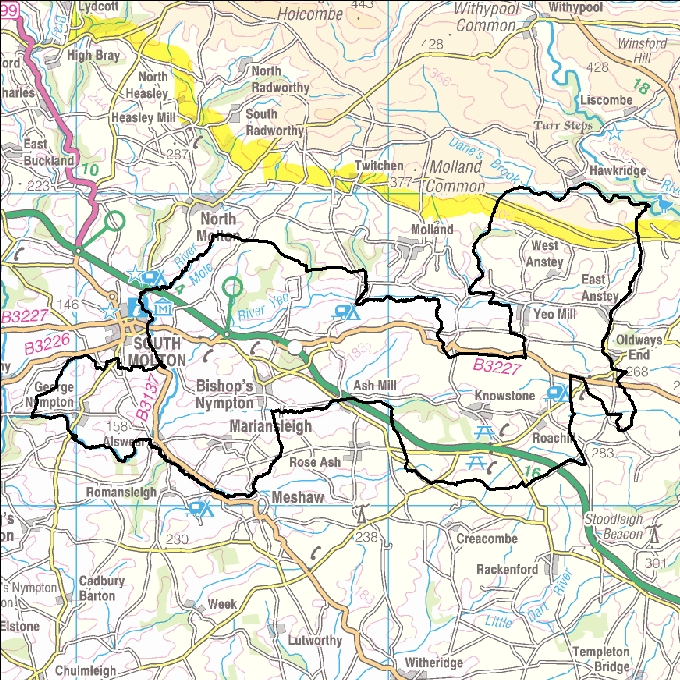 99
Lydcott
Holcombe
443
Withypool
Common
Withypool
High Bray
28
Winsford
Hill
428
18
North
Heasley
North
Radworthy
Heasley Mill
South
Radworthy
Liscombe
Tarr Steps
East
Buckland
287
10
223
Dane's Brook
Twitchen
377
Molland
Common
Hawkridge
North
Molton
Molland
West
Anstey
East
Anstey
River
Mole
River Yeo
146
B3227
B3226
SOUTH
MOLTON
Yeo Mill
Oldways
End
268
B3227
George
Nympton
B3137
Bishop's
Nympton
Ash Mill
Knowstone
158
Alswear
Mariansleigh
Roachill
283
Rose Ash
16
Romansleigh
Meshaw
Stoodleigh
Beacon
230
238
Creacombe
301
Rackenford
Cadbury
Barton
s Nympton
Week
Little Dart River
Elstone
Lutworthy
Chulmleigh
Witheridge
Templeton
Bridge